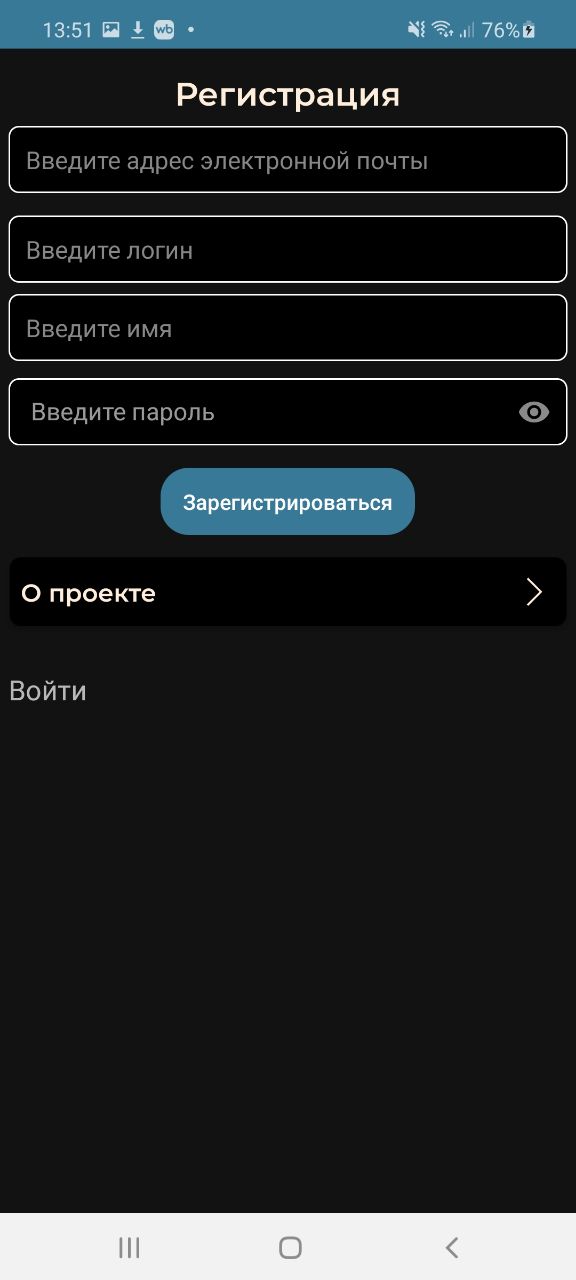 13:51 wb 76%
Регистрация
Введите адрес электронной почты
Введите логин
Введите имя
Введите пароль
Зарегистрироваться
О проекте
Войти